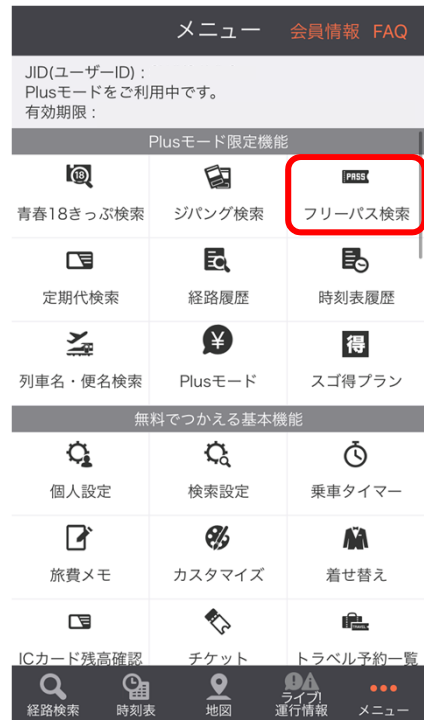 メニュー 会員情報 FAQ
JID(ユーザーID)：
Plusモードをご利用中です。
有効期限：
Plusモード限定機能
18 PASS
青春18きっぷ検索 ジパング検索 フリーパス検索
定期代検索 経路履歴 時刻表履歴
¥ 得
列車名・便名検索 Plusモード スゴ得プラン
無料でつかえる基本機能
個人設定 検索設定 乗車タイマー
旅費メモ カスタマイズ 着せ替え
TRAVEL
ICカード残高確認 チケット トラベル予約一覧
ライブ!
経路検索 時刻表 地図 運行情報 メニュー